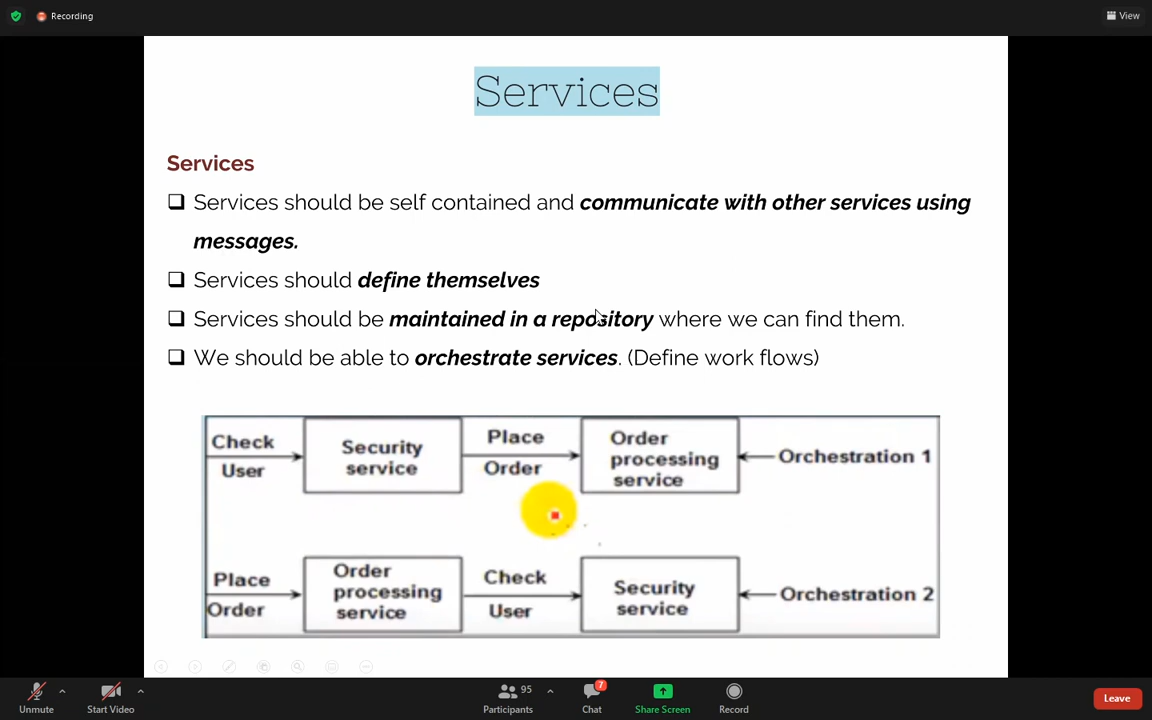 Recording
View
Services
Services
Services should be self contained and communicate with other services using
messages.
Services should define themselves
Services should be maintained in a repository where we can find them.
We should be able to orchestrate services. (Define work flows)
Check
User
Security
service
Place
Order
Order
processing
service
Orchestration 1
Place
Order
Order
processing
service
Check
User
Security
service
Orchestration 2
Unmute
Start Video
95
Participants
7
Chat
Share Screen
Record
Leave